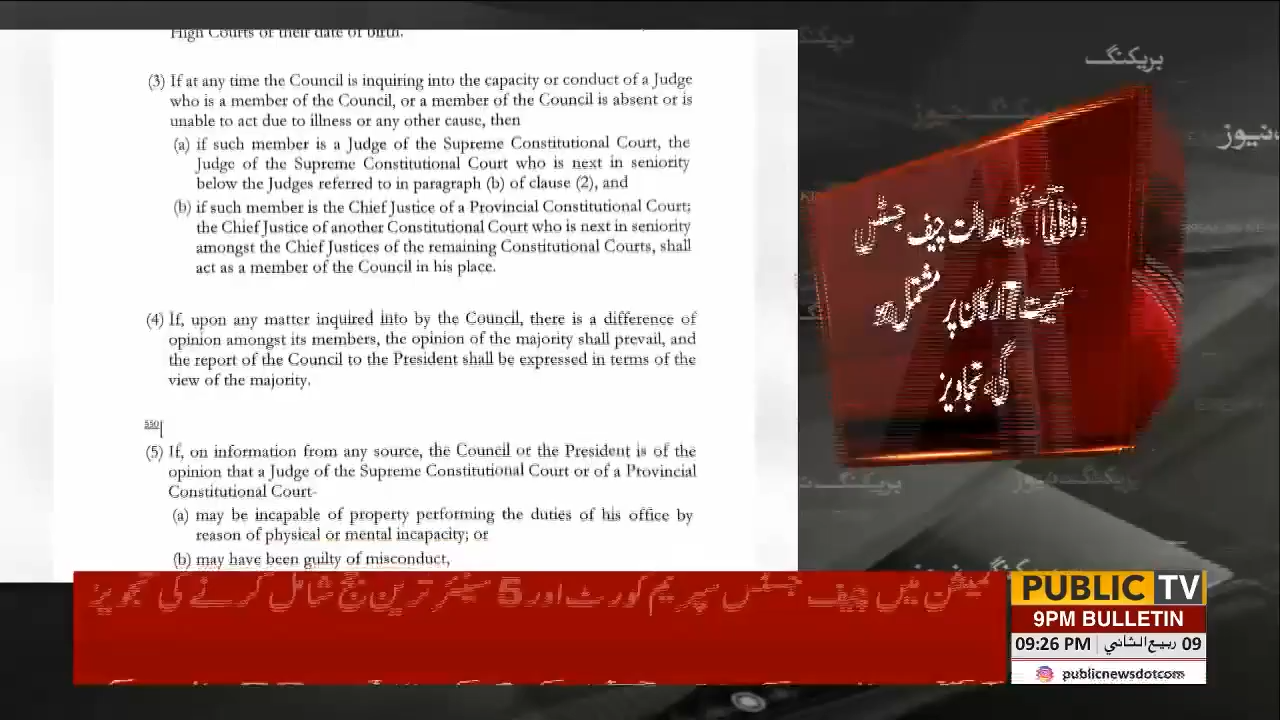 High Courts or their date of birth.
(3) If at any time the Council is inquiring into the capacity or conduct of a Judge
who is a member of the Council, or a member of the Council is absent or is
unable to act due to illness or any other cause, then
(a) if such member is a Judge of the Supreme Constitutional Court, the
Judge of the Supreme Constitutional Court who is next in seniority
below the Judges referred to in paragraph (b) of clause (2), and
(b) if such member is the Chief Justice of a Provincial Constitutional Court;
the Chief Justice of another Constitutional Court who is next in seniority
amongst the Chief Justices of the remaining Constitutional Courts, shall
act as a member of the Council in his place.
(4) If, upon any matter inquired into by the Council, there is a difference of
opinion amongst its members, the opinion of the majority shall prevail, and
the report of the Council to the President shall be expressed in terms of the
view of the majority.
550
(5) If, on information from any source, the Council or the President is of the
opinion that a Judge of the Supreme Constitutional Court or of a Provincial
Constitutional Court-
(a) may be incapable of property performing the duties of his office by
reason of physical or mental incapacity; or
(b) may have been guilty of misconduct,
بریکنگ
نیوز
وفاقی آئینی عدالت چیف جسٹس
سمیت 7 ارکان پر مشتمل ہو
گی، تجاویز
میں چیف جسٹس سپریم کورٹ اور 5 سینئر ترین جج شامل کرنے کی تجویز
PUBLIC TV
9PM BULLETIN
09:26 PM 09 ربیع الثانی
publicnewsdotcom